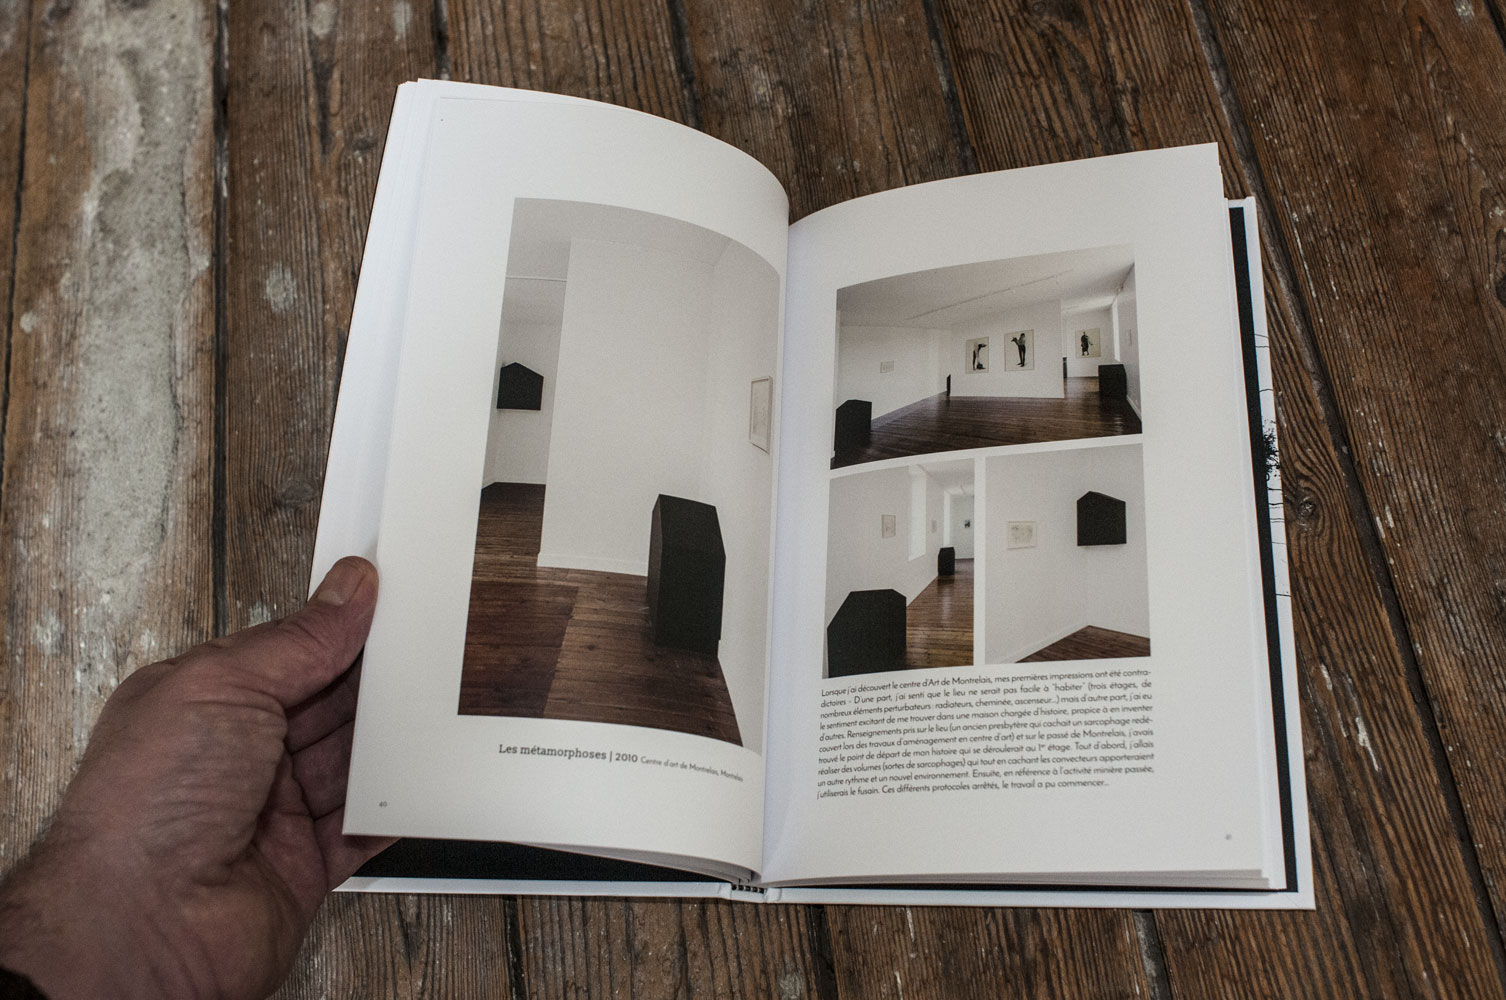 Les métamorphoses | 2010 Centre d'art de Montrelais, Montrelais
40
Lorsque j'ai découvert le centre d'Art de Montrelais, mes premières impressions ont été contra-
dictoires - D'une part, j'ai senti que le lieu ne serait pas facile à "habiter" (trois étages, de
nombreux éléments perturbateurs : radiateurs, cheminée, ascenseur...) mais d'autre part, j'ai eu
le sentiment excitant de me trouver dans une maison chargée d'histoire, propice à en inventer
d'autres. Renseignements pris sur le lieu (un ancien presbytère qui cachait un sarcophage redé-
couvert lors des travaux d'aménagement en centre d'art) et sur le passé de Montrelais, j'avais
trouvé le point de départ de mon histoire qui se déroulerait au 1er étage. Tout d'abord, j'allais
réaliser des volumes (sortes de sarcophages) qui tout en cachant les convecteurs apporteraient
un autre rythme et un nouvel environnement. Ensuite, en référence à l'activité minière passée,
j'utiliserais le fusain. Ces différents protocoles arrêtés, le travail a pu commencer...